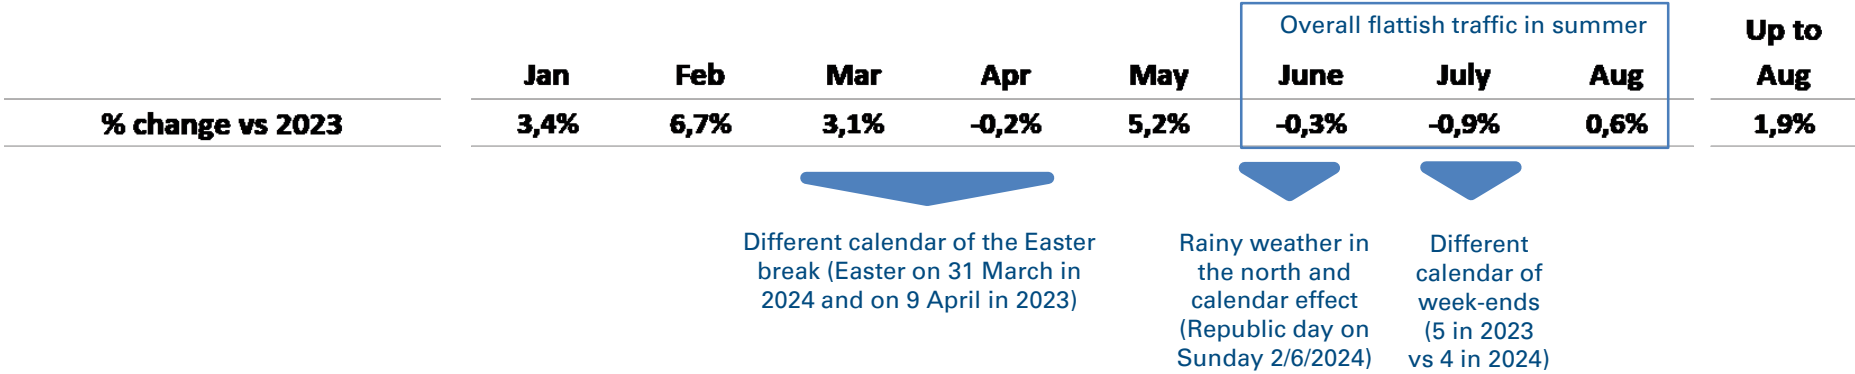 Overall flattish traffic in summer
Up to
Jan Feb Mar Apr May June July Aug Aug
% change vs 2023 3,4% 6,7% 3,1% -0,2% 5,2% -0,3% -0,9% 0,6% 1,9%
Different calendar of the Easter
break (Easter on 31 March in
2024 and on 9 April in 2023)
Rainy weather in
the north and
calendar effect
(Republic day on
Sunday 2/6/2024)
Different
calendar of
week-ends
(5 in 2023
vs 4 in 2024)